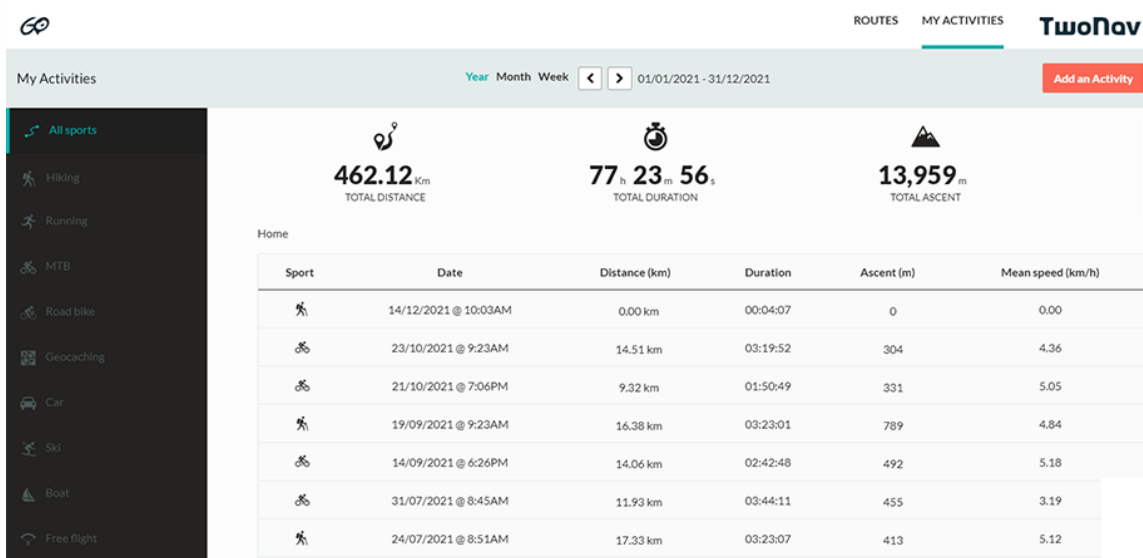 GO
ROUTES MY ACTIVITIES TwoNav
My Activities
Year Month Week 01/01/2021 - 31/12/2021
Add an Activity
All sports
Hiking
Running
MTB
Road bike
Geocaching
Car
Ski
Boat
Free flight
462.12 Km
TOTAL DISTANCE
77 h 23 m 56 s
TOTAL DURATION
13,959 m
TOTAL ASCENT
Home
Sport Date Distance (km) Duration Ascent (m) Mean speed (km/h)
14/12/2021 @ 10:03AM 0.00 km 00:04:07 0 0.00
23/10/2021 @ 9:23AM 14.51 km 03:19:52 304 4.36
21/10/2021 @ 7:06PM 9.32 km 01:50:49 331 5.05
19/09/2021 @ 9:23AM 16.38 km 03:23:01 789 4.84
14/09/2021 @ 6:26PM 14.06 km 02:42:48 492 5.18
31/07/2021 @ 8:45AM 11.93 km 03:44:11 455 3.19
24/07/2021 @ 8:51AM 17.33 km 03:23:07 413 5.12